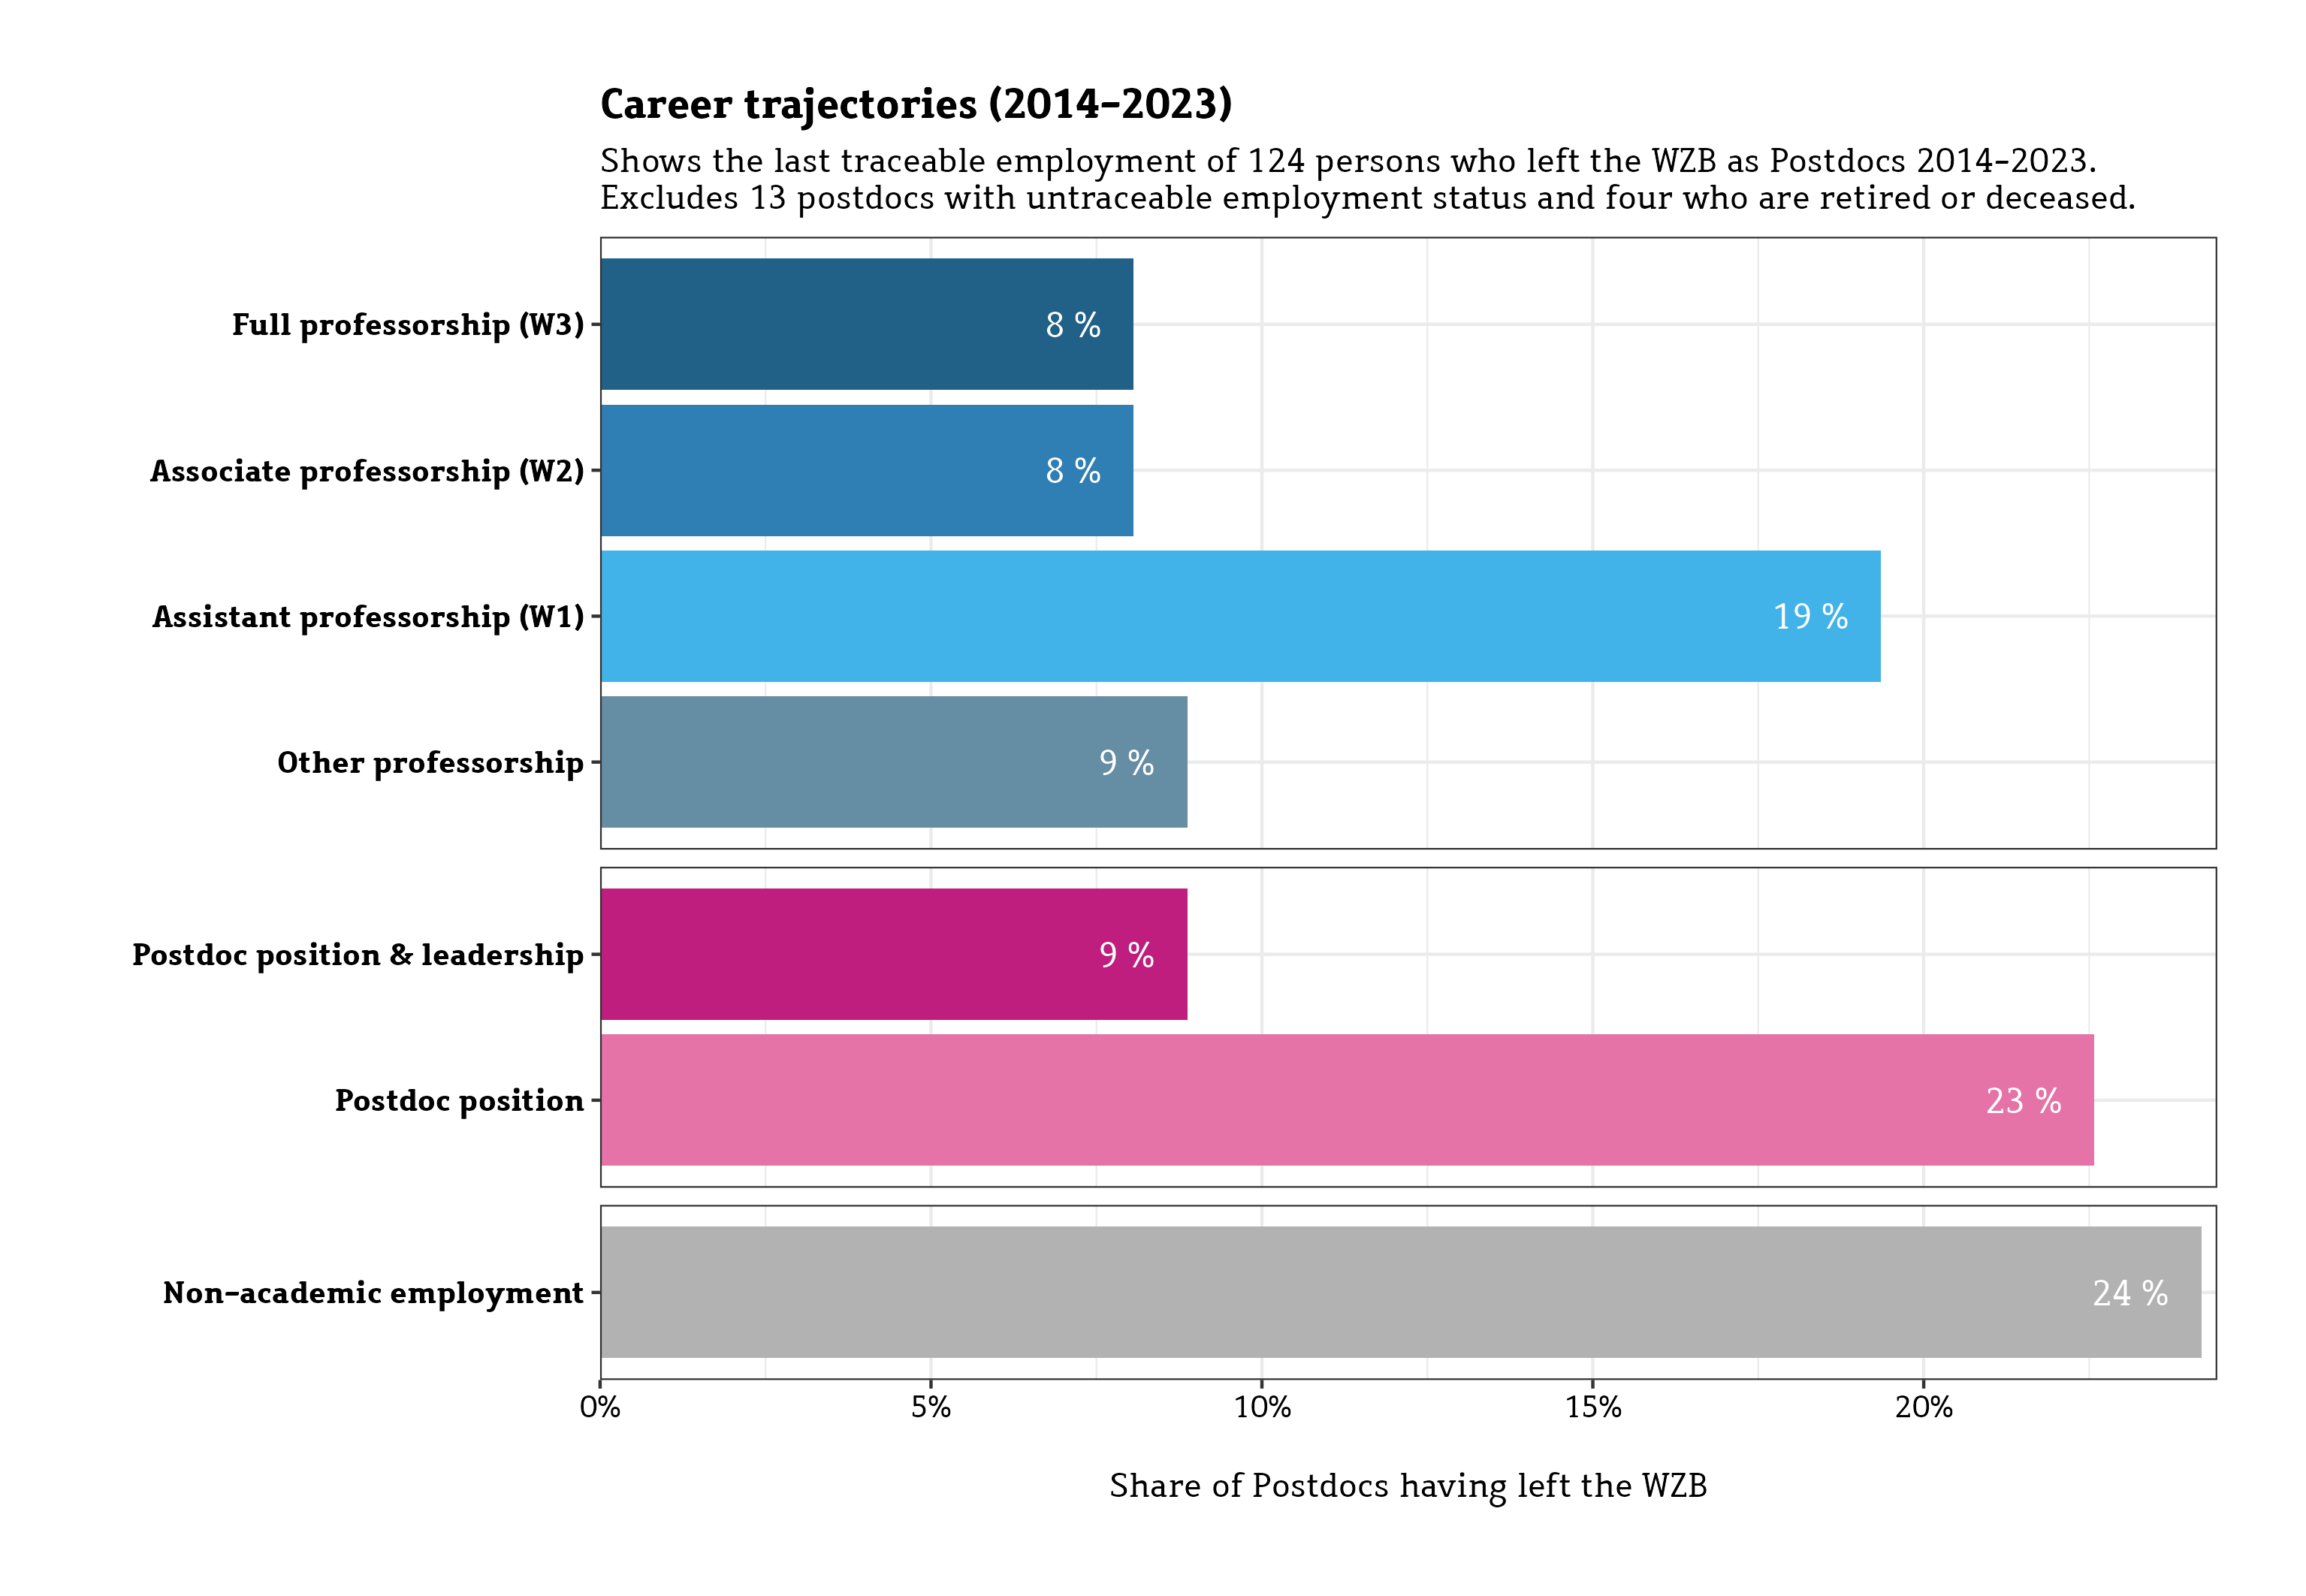 Career trajectories (2014–2023)
Shows the last traceable employment of 124 persons who left the WZB as Postdocs 2014–2023.
Excludes 13 postdocs with untraceable employment status and four who are retired or deceased.
Full professorship (W3)
8 %
Associate professorship (W2)
8 %
Assistant professorship (W1)
19 %
Other professorship
9 %
Postdoc position & leadership
9 %
Postdoc position
23 %
Non-academic employment
24 %
0% 5% 10% 15% 20%
Share of Postdocs having left the WZB